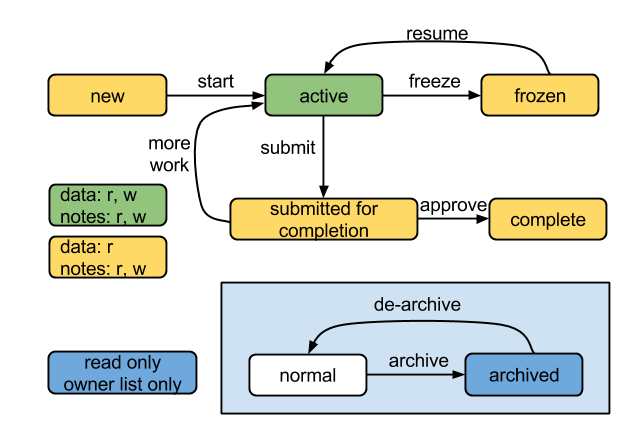 resume
new
start
active
freeze
frozen
more
work
submit
data: r, w
notes: r, w
submitted for
completion
approve
complete
data: r
notes: r, w
de-archive
read only
owner list only
normal
archive
archived